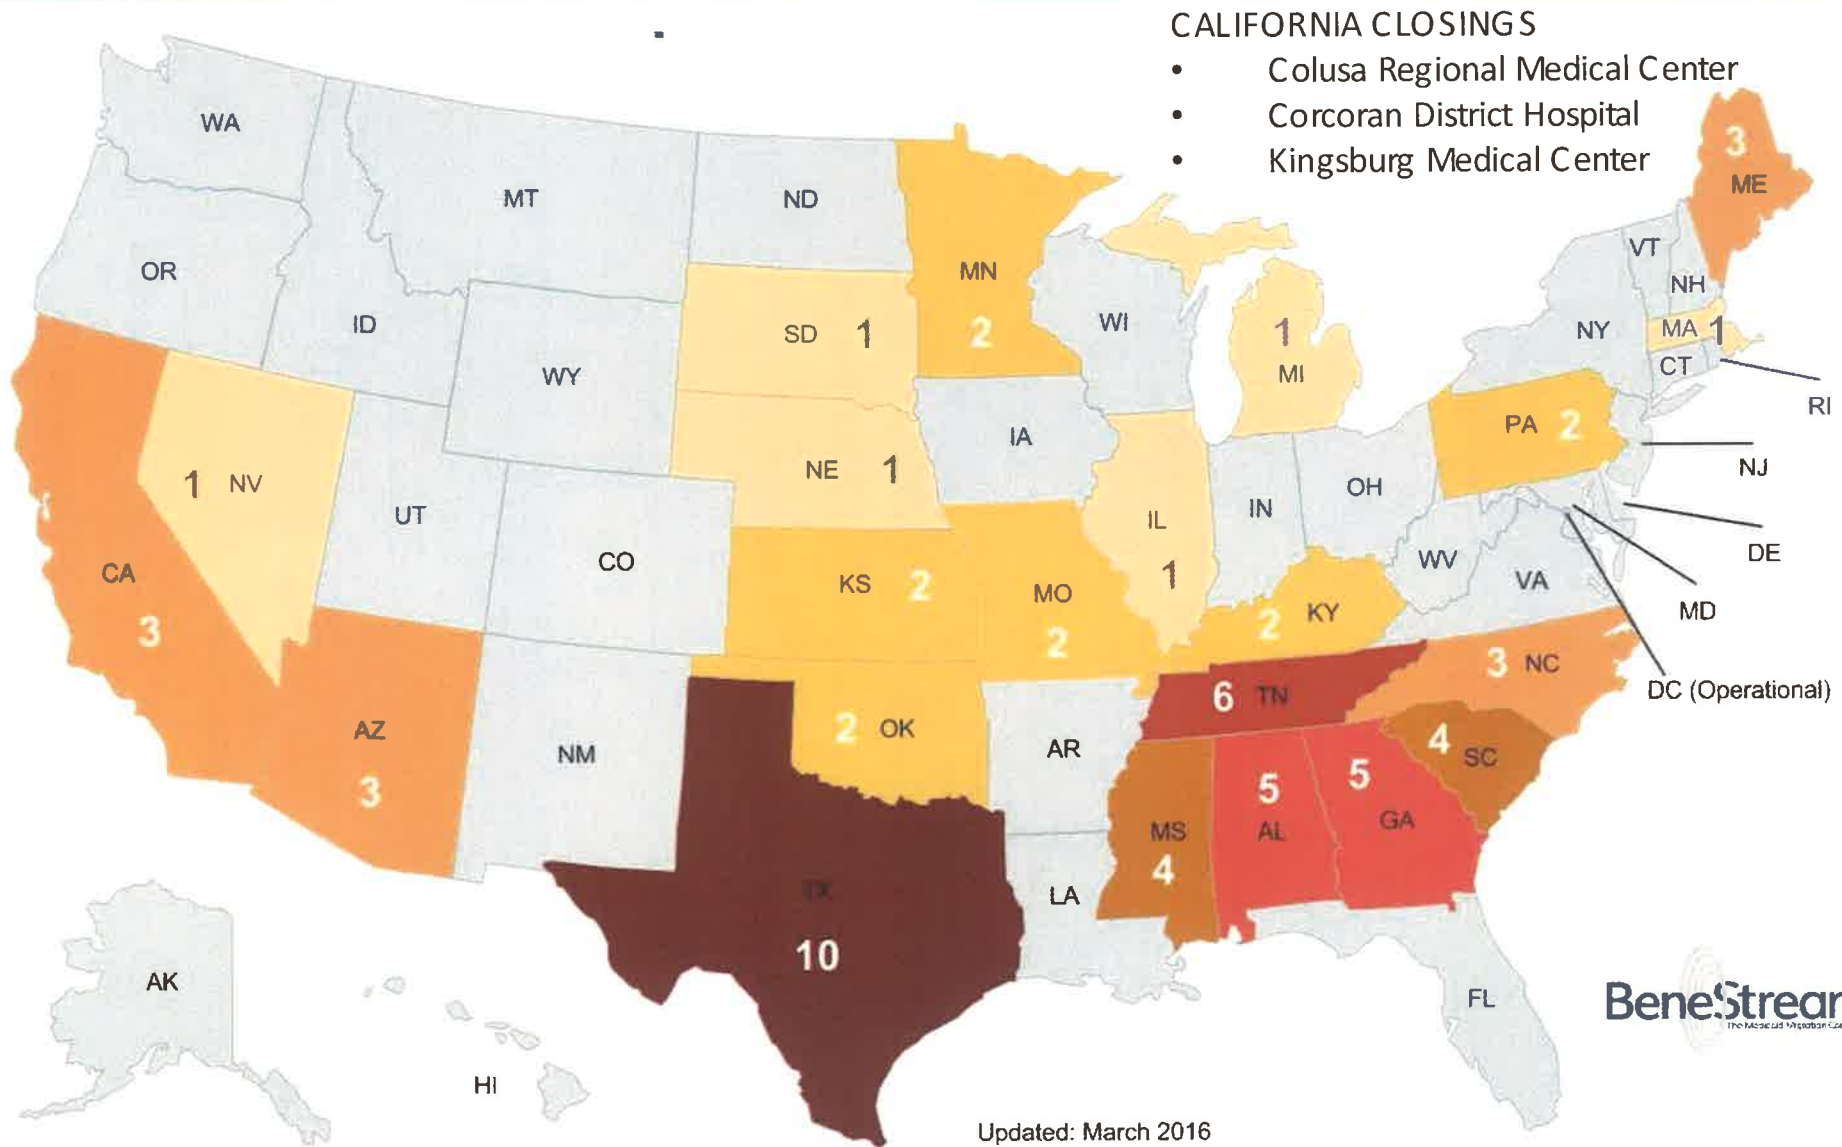 CALIFORNIA CLOSINGS
• Colusa Regional Medical Center
• Corcoran District Hospital
• Kingsburg Medical Center
WA
MT
ND
MN
2
3
ME
VT
NH
OR
ID
SD 1
WI
1
MI
NY
MA 1
CT
RI
WY
IA
PA 2
NJ
1 NV
NE 1
OH
IN
IL
1
UT
CO
KS 2
MO
2
WV
VA
DE
MD
DC (Operational)
CA
3
2 KY
3 NC
6 TN
AZ
3
NM
2 OK
AR
4 SC
MS
4
5
AL
5
GA
TX
10
LA
FL
AK
HI
BeneStream
Updated: March 2016